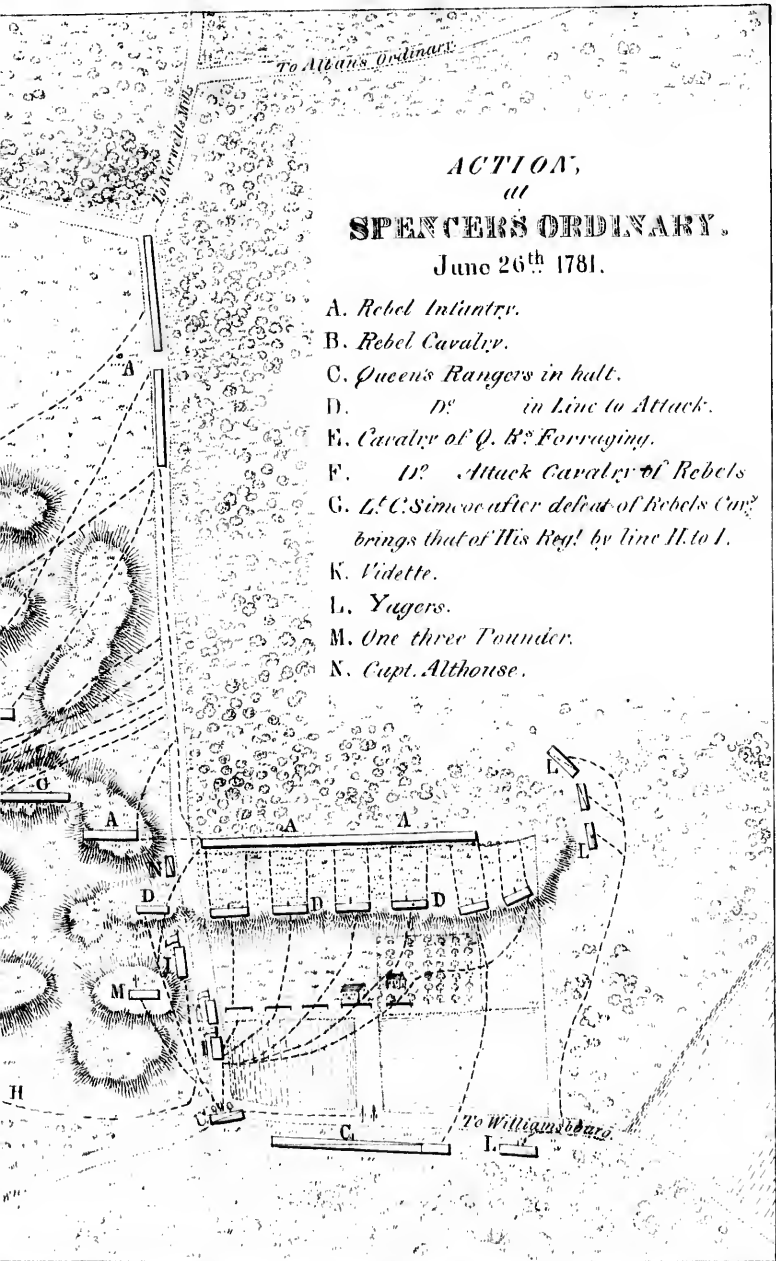 To Allan's Ordinary.
To Norwells Mill
ACTION,
at
SPENCERS ORDINARY.
June 26th 1781.
A. Rebel Infantry.
B. Rebel Cavalry.
C. Queen's Rangers in halt.
D. Do. in Line to Attack.
E. Cavalry of Q. Rs. Forraging.
F. Do. Attack Cavalry of Rebels
G. Lt. C. Simcoe after defeat of Rebels Cavy.
brings that of His Regt. by line H. to I.
K. Vidette.
L. Yagers.
M. One three Pounder.
N. Capt. Althouse.
A
L
G
A
A
A
L
N
D
D
D
I
M
H
C
To Williamsburg
L